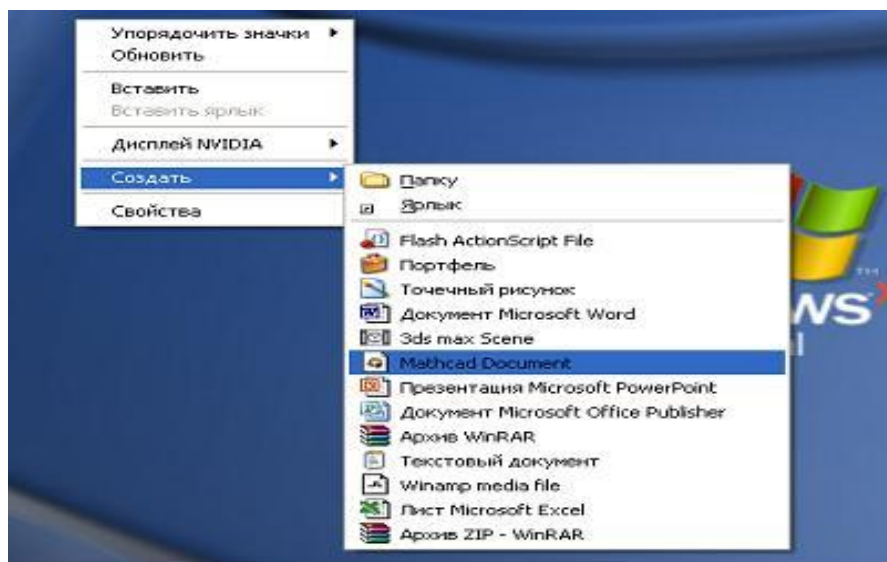 Упорядочить значки
Обновить
Вставить
Вставить ярлык
Дисплей NVIDIA
Создать
Свойства
Папку
Ярлык
Flash ActionScript File
Портфель
Точечный рисунок
Документ Microsoft Word
3ds max Scene
Mathcad Document
Презентация Microsoft PowerPoint
Документ Microsoft Office Publisher
Архив WinRAR
Текстовый документ
Winamp media file
Лист Microsoft Excel
Архив ZIP - WinRAR